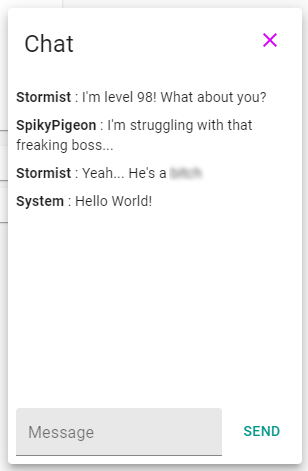 Chat
Stormist : I'm level 98! What about you?
SpikyPigeon : I'm struggling with that
freaking boss...
Stormist : Yeah... He's a bitch
System : Hello World!
Message
SEND